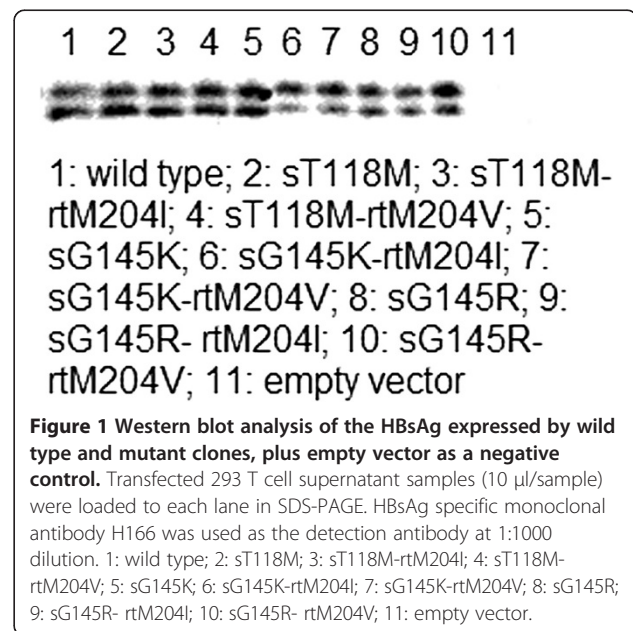 1 2 3 4 5 6 7 8 9 10 11
1: wild type; 2: sT118M; 3: sT118M-
rtM204I; 4: sT118M-rtM204V; 5:
sG145K; 6: sG145K-rtM204I; 7:
sG145K-rtM204V; 8: sG145R; 9:
sG145R- rtM204I; 10: sG145R-
rtM204V; 11: empty vector
Figure 1 Western blot analysis of the HBsAg expressed by wild
type and mutant clones, plus empty vector as a negative
control. Transfected 293 T cell supernatant samples (10 μl/sample)
were loaded to each lane in SDS-PAGE. HBsAg specific monoclonal
antibody H166 was used as the detection antibody at 1:1000
dilution. 1: wild type; 2: sT118M; 3: sT118M-rtM204I; 4: sT118M-
rtM204V; 5: sG145K; 6: sG145K-rtM204I; 7: sG145K-rtM204V; 8: sG145R;
9: sG145R- rtM204I; 10: sG145R- rtM204V; 11: empty vector.